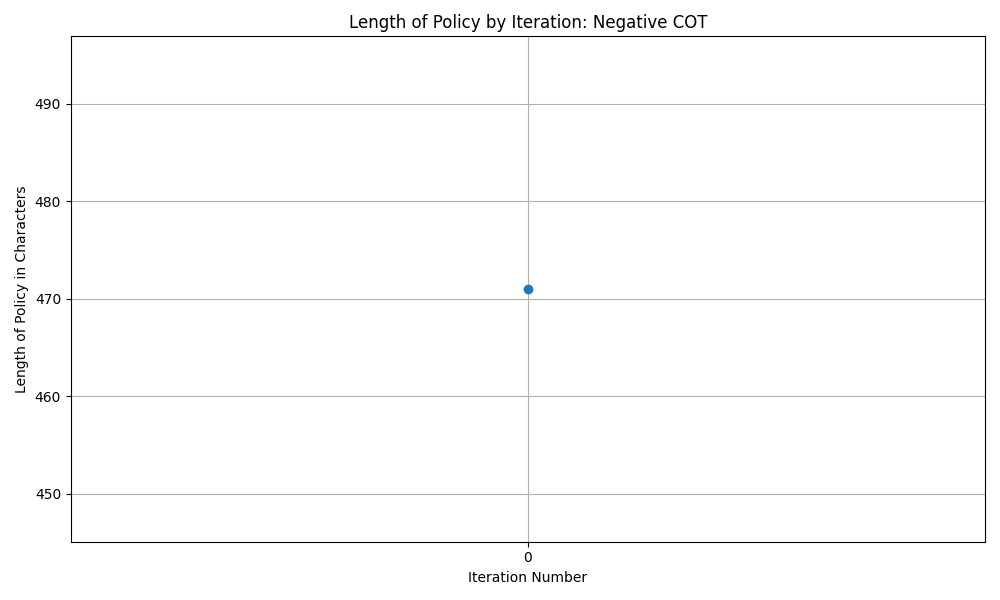 Length of Policy by Iteration: Negative COT
Length of Policy in Characters
490
480
470
460
450
0
Iteration Number